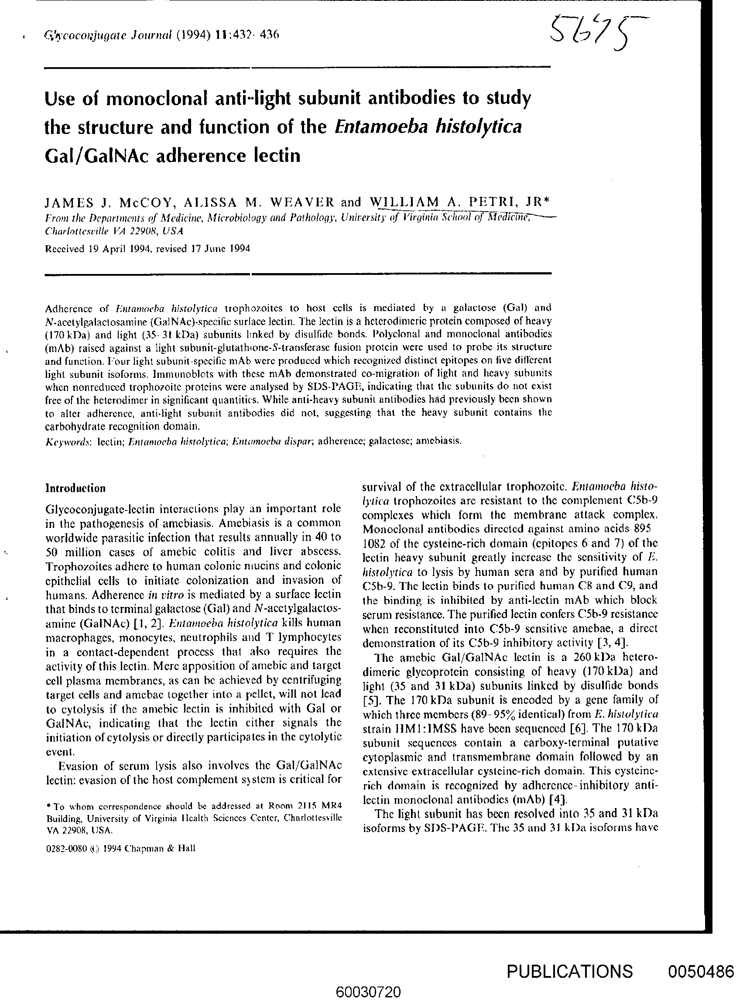 Glycoconjugate Journal (1994) 11:432-436
5675
Use of monoclonal anti-light subunit antibodies to study
the structure and function of the Entamoeba histolytica
Gal/GalNAc adherence lectin
JAMES J. McCOY, ALISSA M. WEAVER and WILLIAM A. PETRI, JR*
From the Departments of Medicine, Microbiology and Pathology, University of Virginia School of Medicine,
Charlottesville VA 22908, USA
Received 19 April 1994, revised 17 June 1994
Adherence of Entamoeba histolytica trophozoites to host cells is mediated by a galactose (Gal) and
N-acetylgalactosamine (GalNAc)-specific surface lectin. The lectin is a heterodimeric protein composed of heavy
(170 kDa) and light (35-31 kDa) subunits linked by disulfide bonds. Polyclonal and monoclonal antibodies
(mAb) raised against a light subunit-glutathione-S-transferase fusion protein were used to probe its structure
and function. Four light subunit-specific mAb were produced which recognized distinct epitopes on five different
light subunit isoforms. Immunoblots with these mAb demonstrated co-migration of light and heavy subunits
when nonreduced trophozoite proteins were analysed by SDS-PAGE, indicating that the subunits do not exist
free of the heterodimer in significant quantities. While anti-heavy subunit antibodies had previously been shown
to alter adherence, anti-light subunit antibodies did not, suggesting that the heavy subunit contains the
carbohydrate recognition domain.
Keywords: lectin; Entamoeba histolytica; Entamoeba dispar; adherence; galactose; amebiasis.
Introduction
Glycoconjugate-lectin interactions play an important role
in the pathogenesis of amebiasis. Amebiasis is a common
worldwide parasitic infection that results annually in 40 to
50 million cases of amebic colitis and liver abscess.
Trophozoites adhere to human colonic mucins and colonic
epithelial cells to initiate colonization and invasion of
humans. Adherence in vitro is mediated by a surface lectin
that binds to terminal galactose (Gal) and N-acetylgalactos-
amine (GalNAc) [1, 2]. Entamoeba histolytica kills human
macrophages, monocytes, neutrophils and T lymphocytes
in a contact-dependent process that also requires the
activity of this lectin. Mere apposition of amebic and target
cell plasma membranes, as can be achieved by centrifuging
target cells and amebae together into a pellet, will not lead
to cytolysis if the amebic lectin is inhibited with Gal or
GalNAc, indicating that the lectin either signals the
initiation of cytolysis or directly participates in the cytolytic
event.
Evasion of serum lysis also involves the Gal/GalNAc
lectin: evasion of the host complement system is critical for
* To whom correspondence should be addressed at Room 2115 MR4
Building, University of Virginia Health Sciences Center, Charlottesville
VA 22908, USA.
0282-0080 © 1994 Chapman & Hall
survival of the extracellular trophozoite. Entamoeba histo-
lytica trophozoites are resistant to the complement C5b-9
complexes which form the membrane attack complex.
Monoclonal antibodies directed against amino acids 895-
1082 of the cysteine-rich domain (epitopes 6 and 7) of the
lectin heavy subunit greatly increase the sensitivity of E.
histolytica to lysis by human sera and by purified human
C5b-9. The lectin binds to purified human C8 and C9, and
the binding is inhibited by anti-lectin mAb which block
serum resistance. The purified lectin confers C5b-9 resistance
when reconstituted into C5b-9 sensitive amebae, a direct
demonstration of its C5b-9 inhibitory activity [3, 4].
The amebic Gal/GalNAc lectin is a 260 kDa hetero-
dimeric glycoprotein consisting of heavy (170 kDa) and
light (35 and 31 kDa) subunits linked by disulfide bonds
[5]. The 170 kDa subunit is encoded by a gene family of
which three members (89-95% identical) from E. histolytica
strain HM1:IMSS have been sequenced [6]. The 170 kDa
subunit sequences contain a carboxy-terminal putative
cytoplasmic and transmembrane domain followed by an
extensive extracellular cysteine-rich domain. This cysteine-
rich domain is recognized by adherence-inhibitory anti-
lectin monoclonal antibodies (mAb) [4].
The light subunit has been resolved into 35 and 31 kDa
isoforms by SDS-PAGE. The 35 and 31 kDa isoforms have
PUBLICATIONS 0050486
60030720